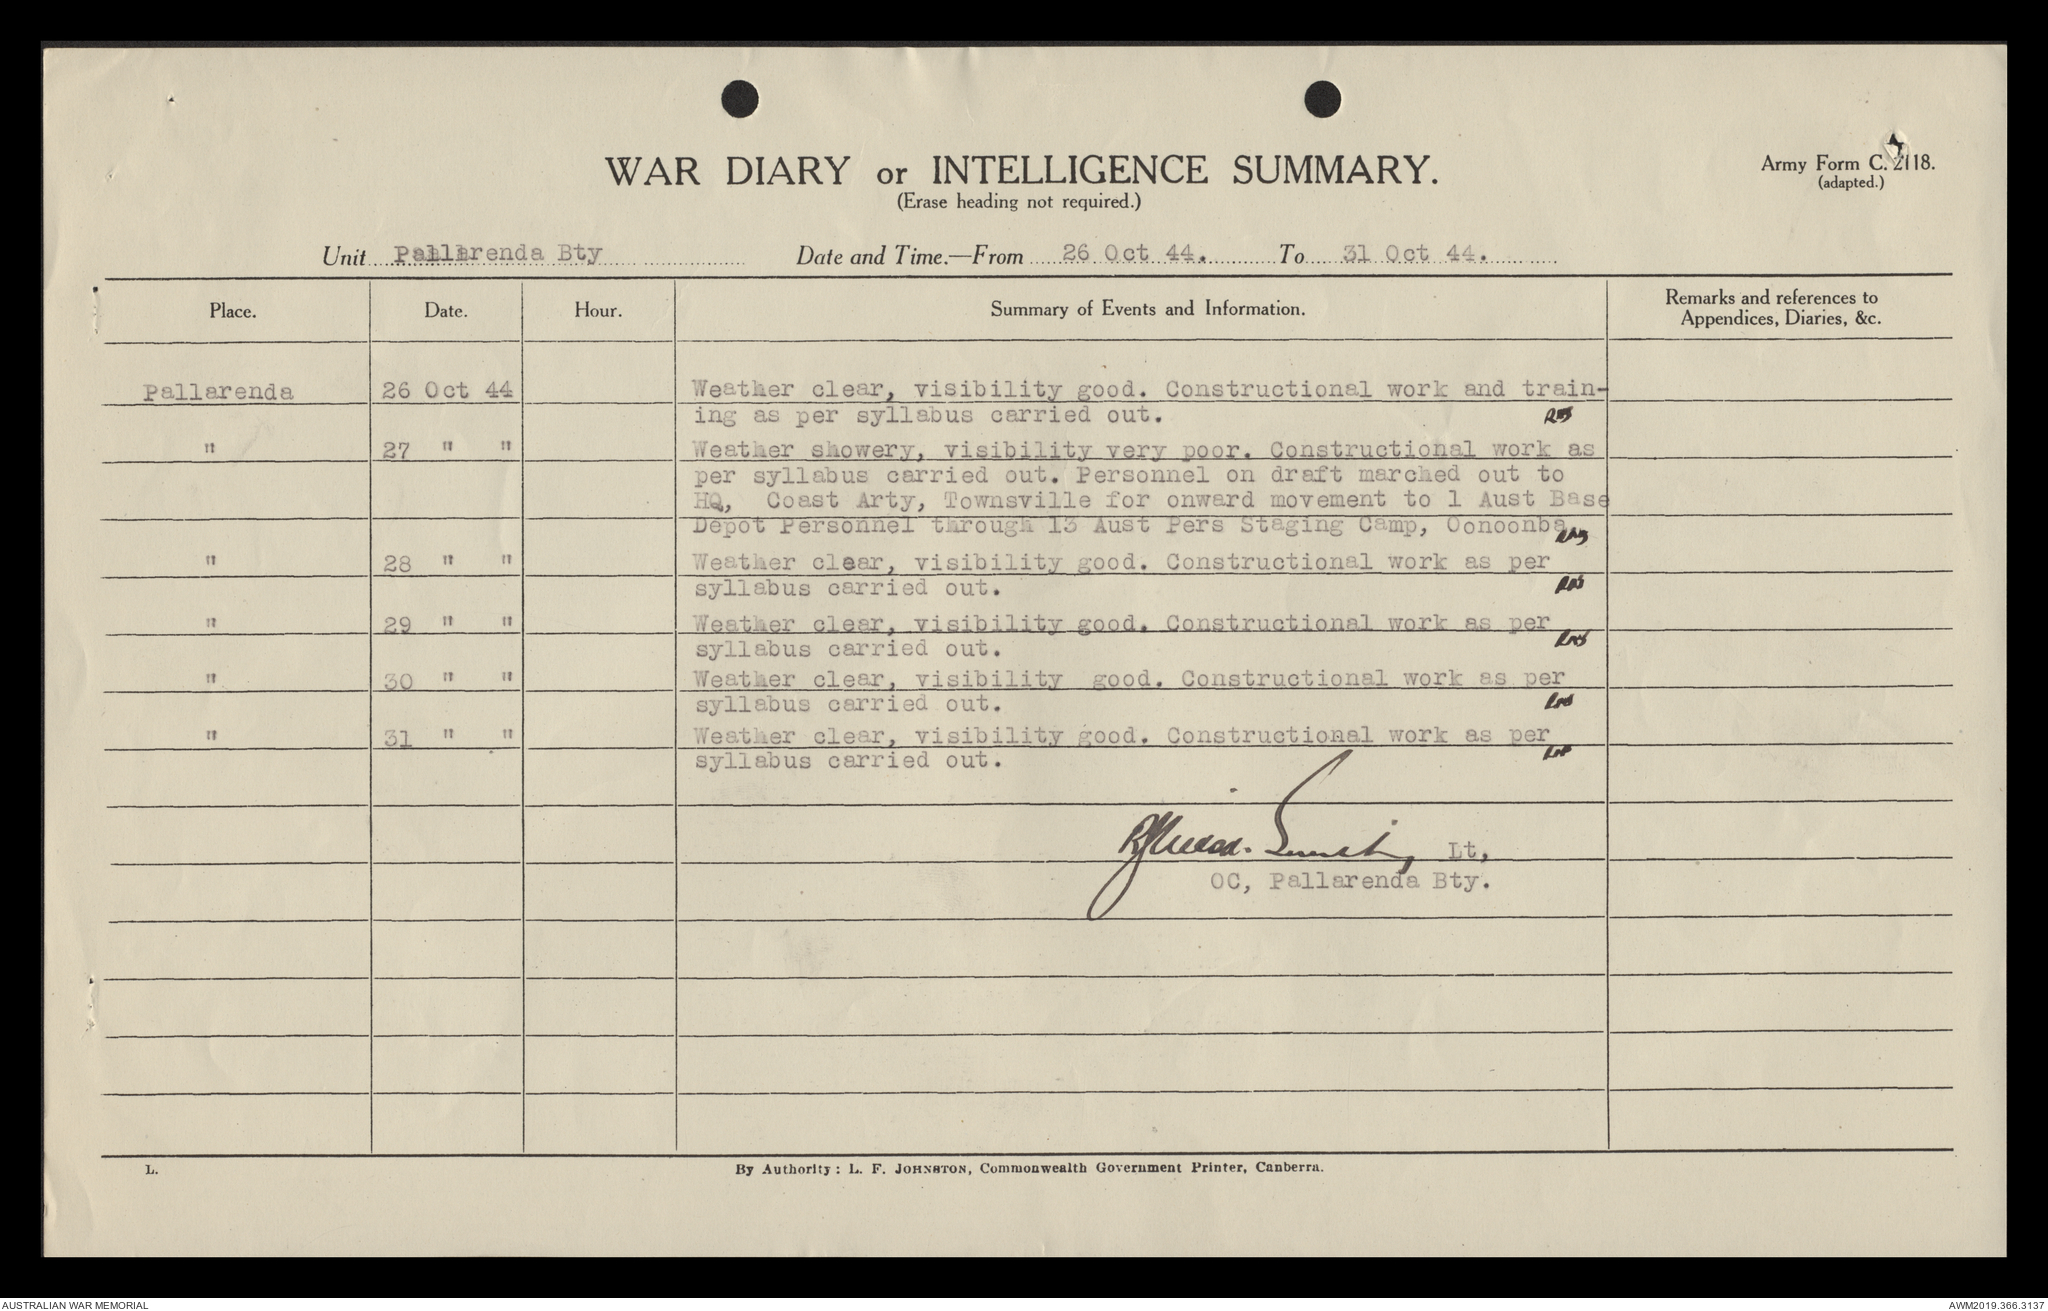 WAR DIARY or INTELLIGENCE SUMMARY.
(Erase heading not required.)
Army Form C. 2118.
(adapted.)
Unit Pallarenda Bty Date and Time.—From 26 Oct 44. To 31 Oct 44.
Place. Date. Hour. Summary of Events and Information. Remarks and references to
Appendices, Diaries, &c.
Pallarenda 26 Oct 44 Weather clear, visibility good. Constructional work and train-
ing as per syllabus carried out.
" 27 " " Weather showery, visibility very poor. Constructional work as
per syllabus carried out. Personnel on draft marched out to
HQ, Coast Arty, Townsville for onward movement to 1 Aust Base
Depot Personnel through 13 Aust Pers Staging Camp, Oonoonba
" 28 " " Weather clear, visibility good. Constructional work as per
syllabus carried out.
" 29 " " Weather clear, visibility good. Constructional work as per
syllabus carried out.
" 30 " " Weather clear, visibility good. Constructional work as per
syllabus carried out.
" 31 " " Weather clear, visibility good. Constructional work as per
syllabus carried out.
Lt,
OC, Pallarenda Bty.
L. By Authority: L. F. JOHNSTON, Commonwealth Government Printer, Canberra.
AUSTRALIAN WAR MEMORIAL AWM2019.366.3137